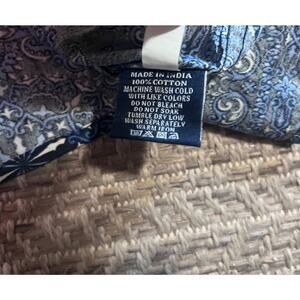 MADE IN INDIA
100% COTTON
MACHINE WASH COLD
WITH LIKE COLORS
DO NOT BLEACH
DO NOT SOAK
TUMBLE DRY LOW
WASH SEPARATELY
WARM IRON